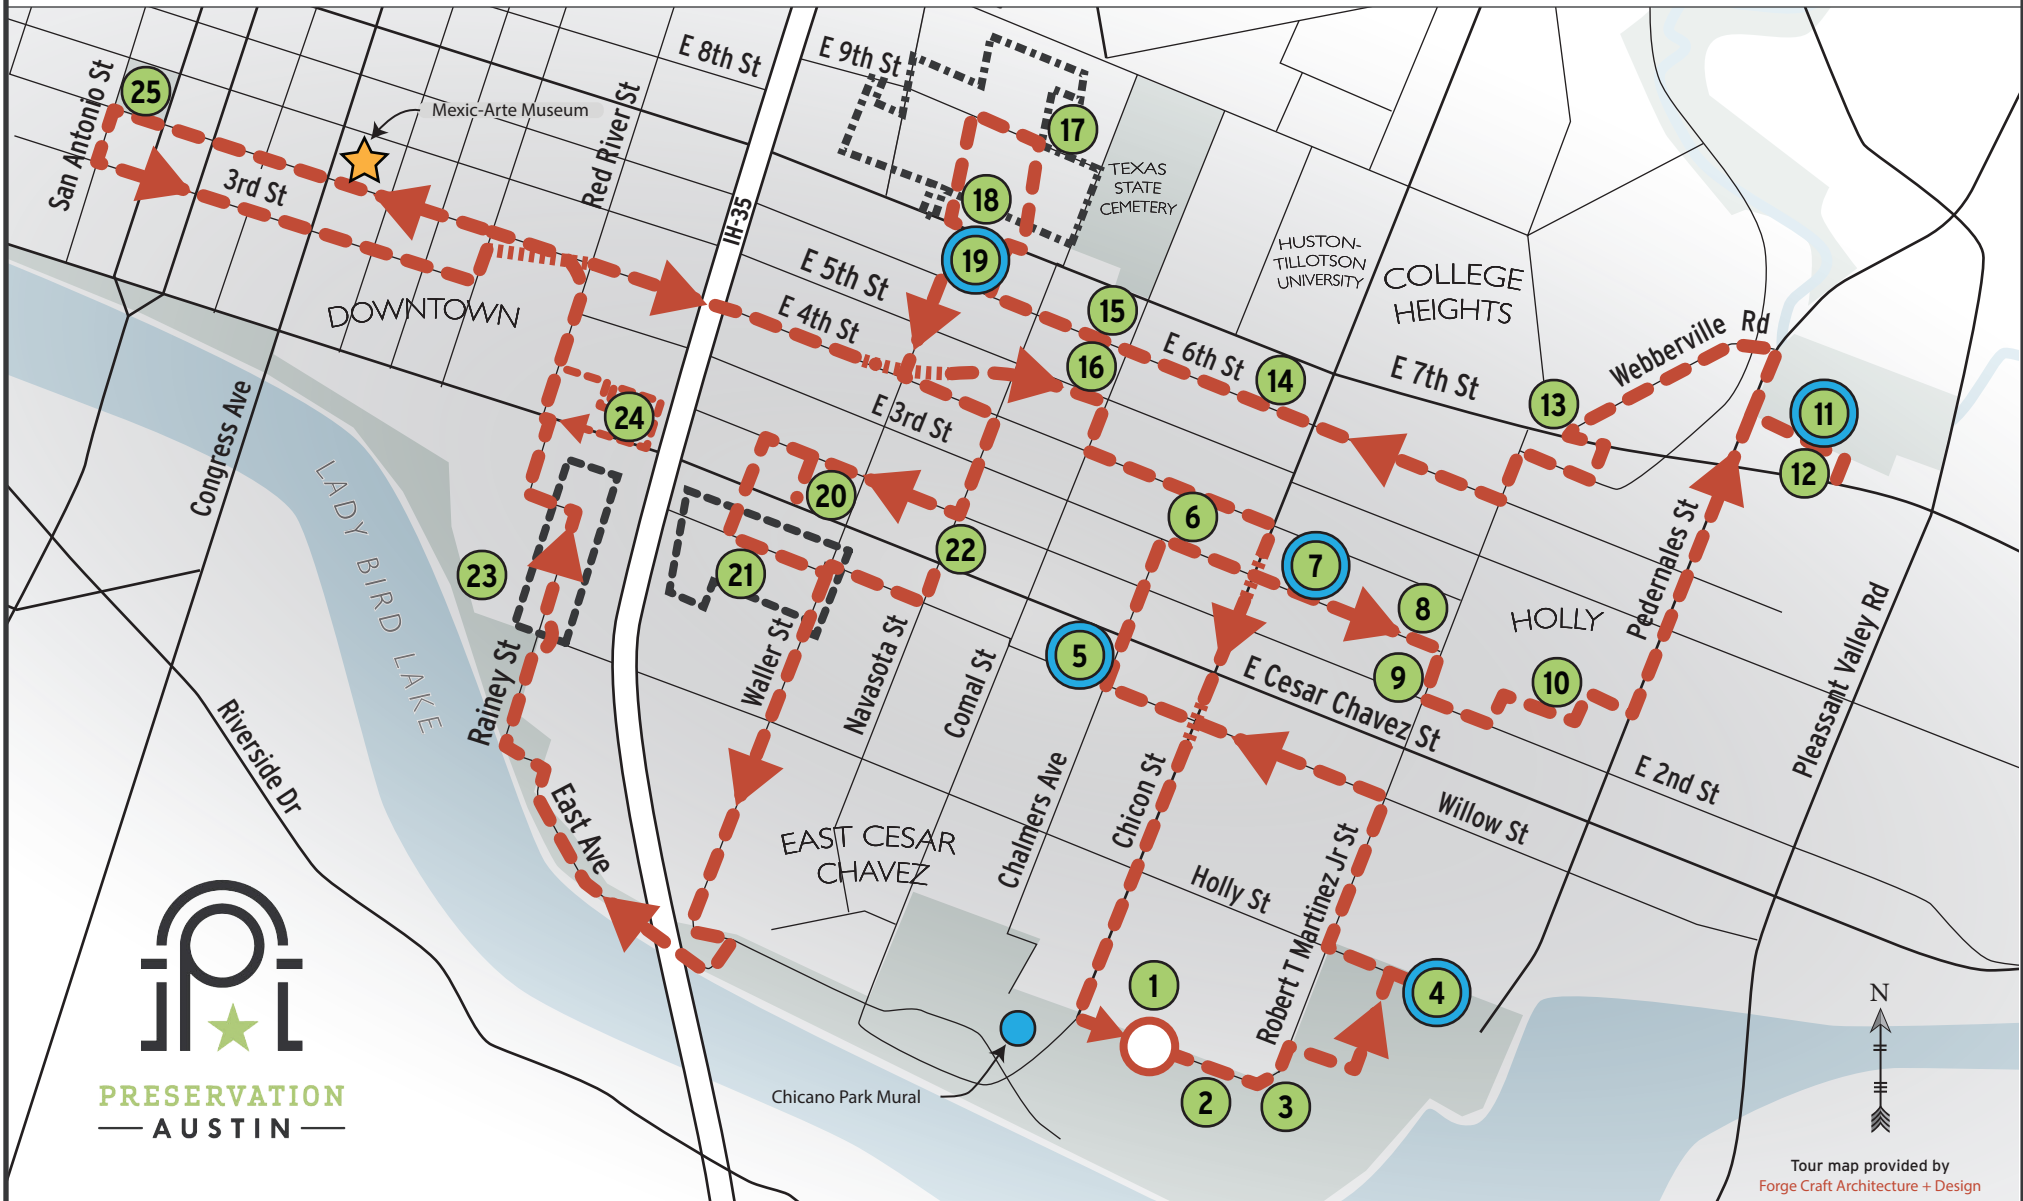 E 8th St
E 9th St
San Antonio St
25
Mexic-Arte Museum
Red River St
17
TEXAS
STATE
CEMETERY
3rd St
18
IH-35
19
HUSTON-
TILLOTSON
UNIVERSITY
COLLEGE
HEIGHTS
DOWNTOWN
E 5th St
E 4th St
15
16
E 6th St
14
E 7th St
Webberville Rd
13
11
12
Congress Ave
24
E 3rd St
20
22
6
7
8
9
10
HOLLY
Pedernales St
Pleasant Valley Rd
LADY BIRD LAKE
23
21
5
Rainey St
Waller St
Navasota St
Comal St
E Cesar Chavez St
E 2nd St
Riverside Dr
East Ave
EAST CESAR
CHAVEZ
Chalmers Ave
Chicon St
Willow St
Holly St
Robert T Martinez Jr St
1
2
3
4
Chicano Park Mural
PRESERVATION
AUSTIN
N
Tour map provided by
Forge Craft Architecture + Design